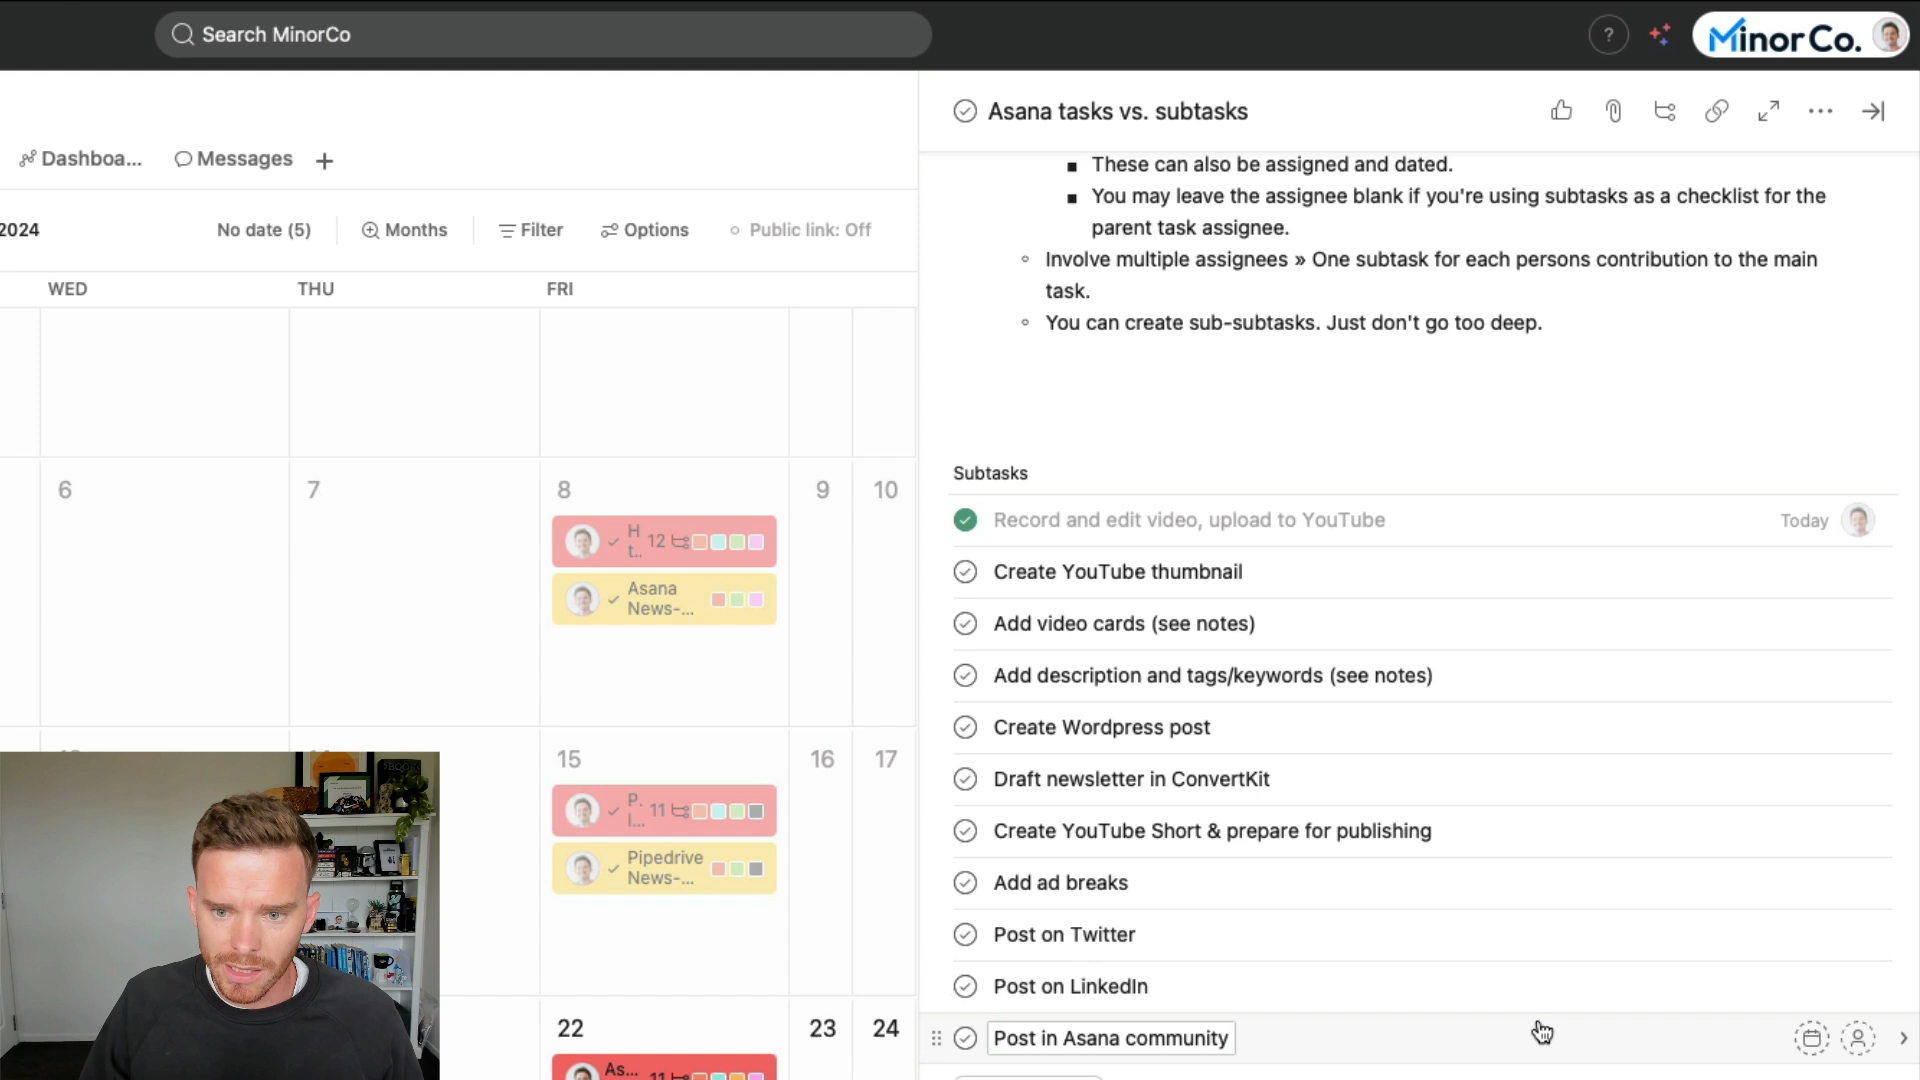 Search MinorCo
?
MinorCo.
Asana tasks vs. subtasks
Dashboa...
Messages
2024
No date (5)
Months
Filter
Options
Public link: Off
WED
THU
FRI
6
7
8
9
10
H
t..
12
Asana
News-...
15
16
17
P.
I...
11
Pipedrive
News-...
22
23
24
As...
11
These can also be assigned and dated.
You may leave the assignee blank if you're using subtasks as a checklist for the
parent task assignee.
Involve multiple assignees » One subtask for each persons contribution to the main
task.
You can create sub-subtasks. Just don't go too deep.
Subtasks
Record and edit video, upload to YouTube
Today
Create YouTube thumbnail
Add video cards (see notes)
Add description and tags/keywords (see notes)
Create Wordpress post
Draft newsletter in ConvertKit
Create YouTube Short & prepare for publishing
Add ad breaks
Post on Twitter
Post on LinkedIn
Post in Asana community